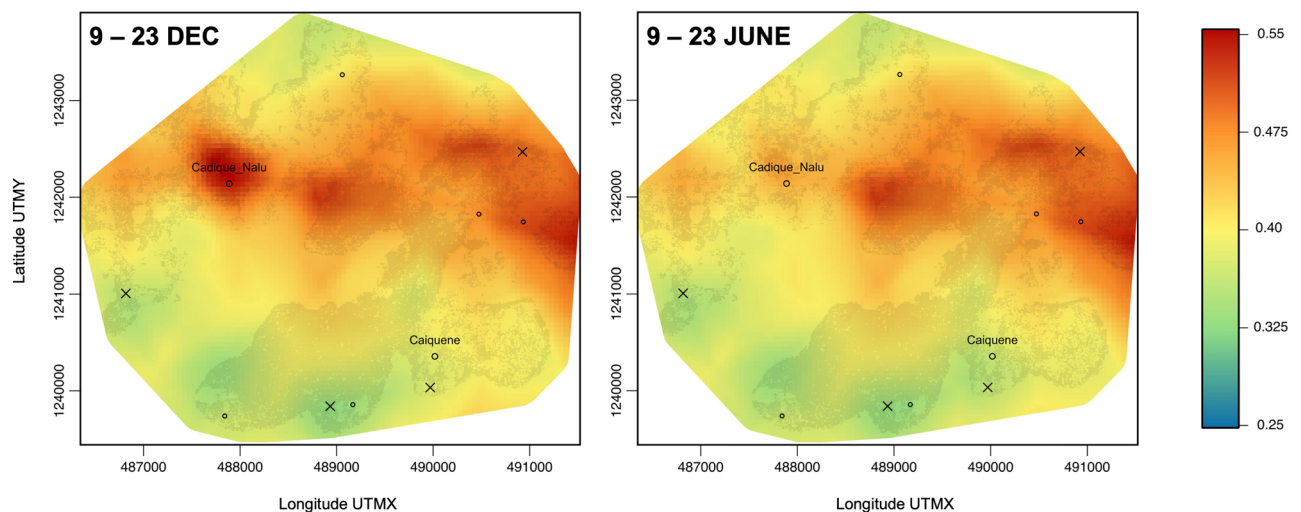 9 – 23 DEC
9 – 23 JUNE
Latitude UTMY
1243000
1242000
1241000
1240000
Cadique_Nalu
Caiquene
487000 488000 489000 490000 491000
Longitude UTMX
1243000
1242000
1241000
1240000
Cadique_Nalu
Caiquene
487000 488000 489000 490000 491000
Longitude UTMX
0.55
0.475
0.40
0.325
0.25